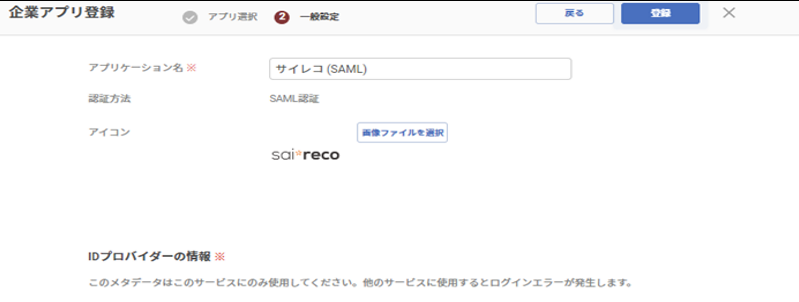 企業アプリ登録 アプリ選択 2 一般設定 戻る 登録
アプリケーション名 ※ サイレコ (SAML)
認証方法 SAML認証
アイコン 画像ファイルを選択
sai*reco
IDプロバイダーの情報 ※
このメタデータはこのサービスにのみ使用してください。他のサービスに使用するとログインエラーが発生します。